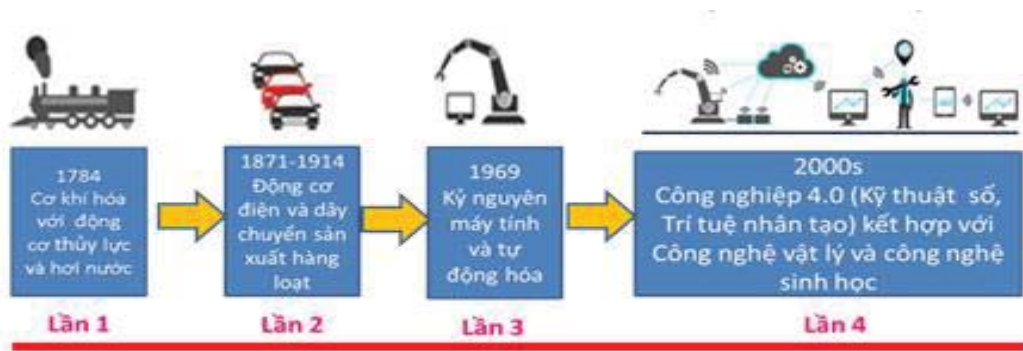 1784
Cơ khí hóa
với động
cơ thủy lực
và hơi nước
1871-1914
Động cơ
điện và dây
chuyền sản
xuất hàng
loạt
1969
Kỷ nguyên
máy tính
và tự
động hóa
2000s
Công nghiệp 4.0 (Kỹ thuật số,
Trí tuệ nhân tạo) kết hợp với
Công nghệ vật lý và công nghệ
sinh học
Lần 1
Lần 2
Lần 3
Lần 4